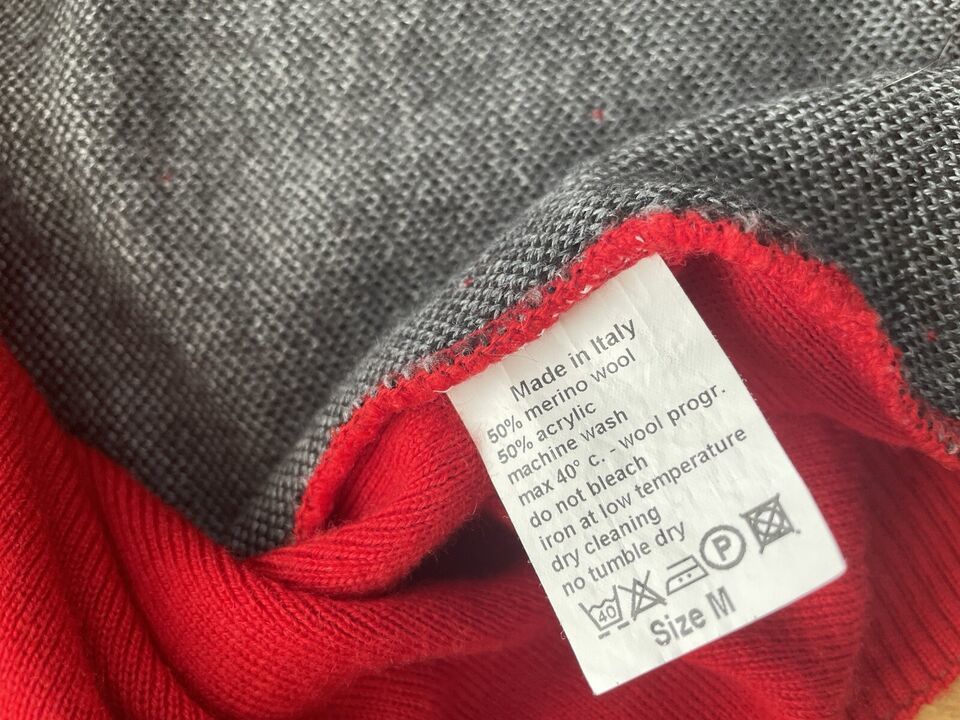 Made in Italy
50% merino wool
50% acrylic
machine wash
max 40° c. - wool progr.
do not bleach
iron at low temperature
dry cleaning
no tumble dry
40 P
Size M